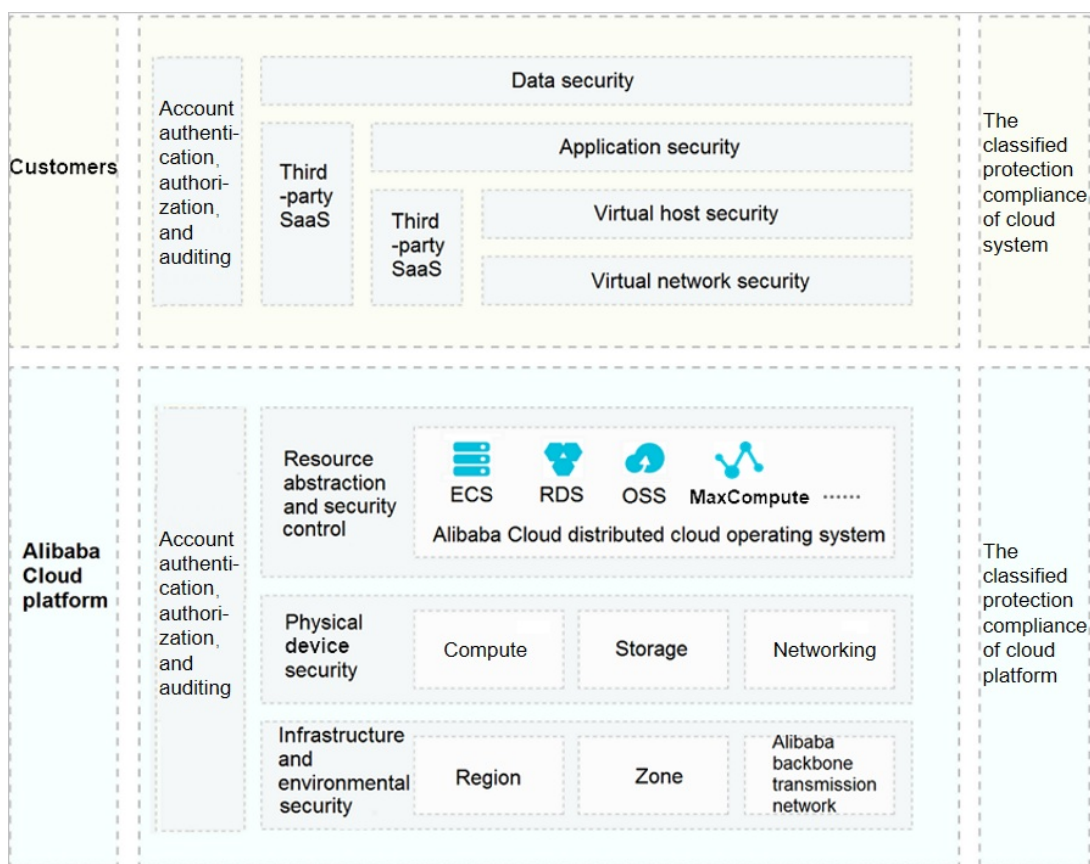 Customers
Account
authenti-
cation,
authori-
zation,
and
auditing
Data security
Third
-party
SaaS
Application security
Third
-party
SaaS
Virtual host security
Virtual network security
The
classified
protection
compliance
of cloud
system
Alibaba
Cloud
platform
Account
authenti-
cation,
authori-
zation,
and
auditing
Resource
abstraction
and security
control
ECS
RDS
OSS
MaxCompute ......
Alibaba Cloud distributed cloud operating system
Physical
device
security
Compute
Storage
Networking
Infrastructure
and
environmental
security
Region
Zone
Alibaba
backbone
transmission
network
The
classified
protection
compliance
of cloud
platform